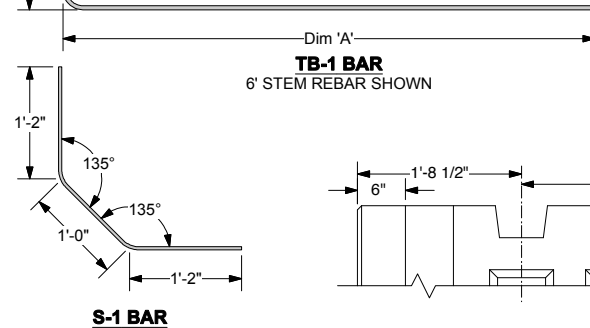 Dim 'A'
TB-1 BAR
6' STEM REBAR SHOWN
1'-2"
135°
135°
1'-0"
1'-2"
S-1 BAR
1'-8 1/2"
6"